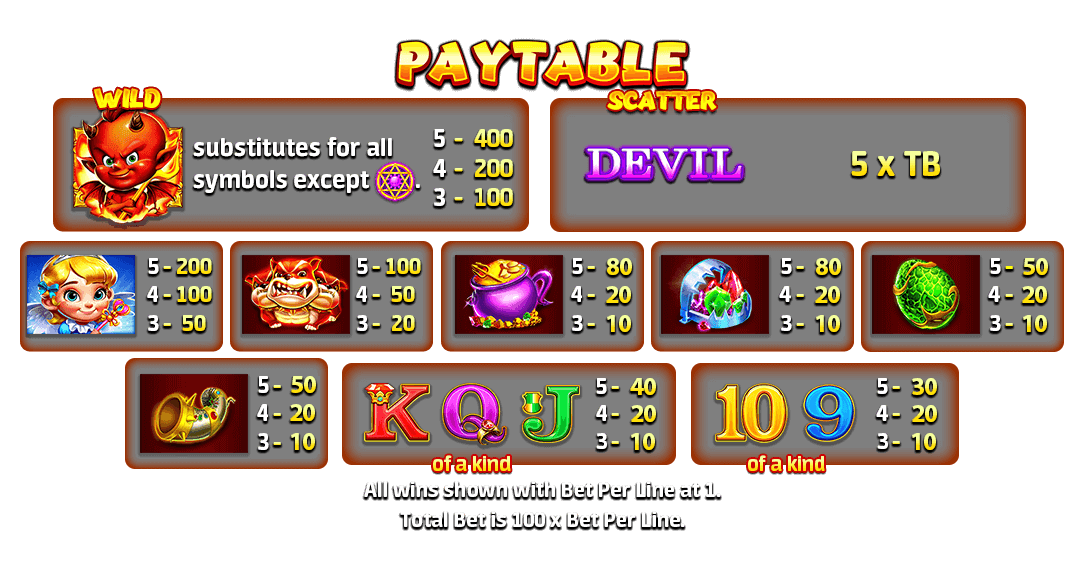 PAYTABLE
WILD
substitutes for all
symbols except .
5 - 400
4 - 200
3 - 100
SCATTER
DEVIL
5 x TB
5 - 200
4 - 100
3 - 50
5 - 100
4 - 50
3 - 20
5 - 80
4 - 20
3 - 10
5 - 80
4 - 20
3 - 10
5 - 50
4 - 20
3 - 10
5 - 50
4 - 20
3 - 10
K Q J
5 - 40
4 - 20
3 - 10
of a kind
10 9
5 - 30
4 - 20
3 - 10
of a kind
All wins shown with Bet Per Line at 1.
Total Bet is 100 x Bet Per Line.